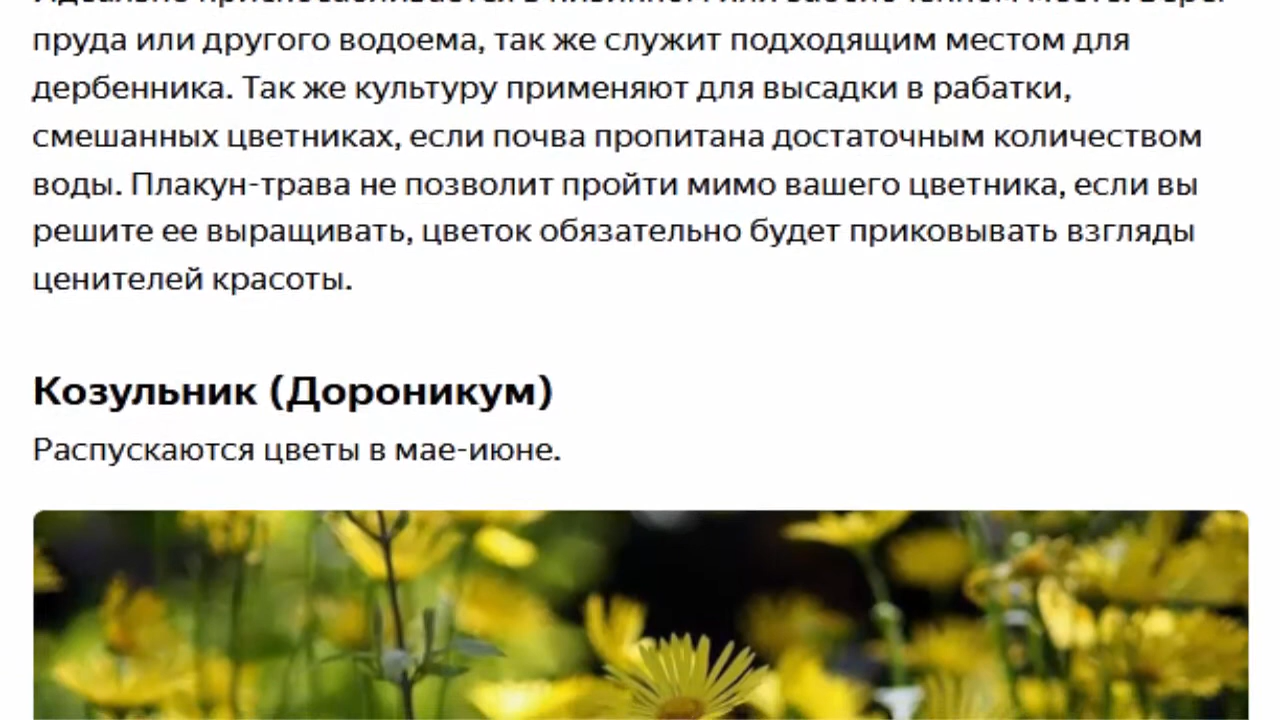 пруда или другого водоема, так же служит подходящим местом для
дербенника. Так же культуру применяют для высадки в рабатки,
смешанных цветниках, если почва пропитана достаточным количеством
воды. Плакун-трава не позволит пройти мимо вашего цветника, если вы
решите ее выращивать, цветок обязательно будет приковывать взгляды
ценителей красоты.
Козульник (Дороникум)
Распускаются цветы в мае-июне.